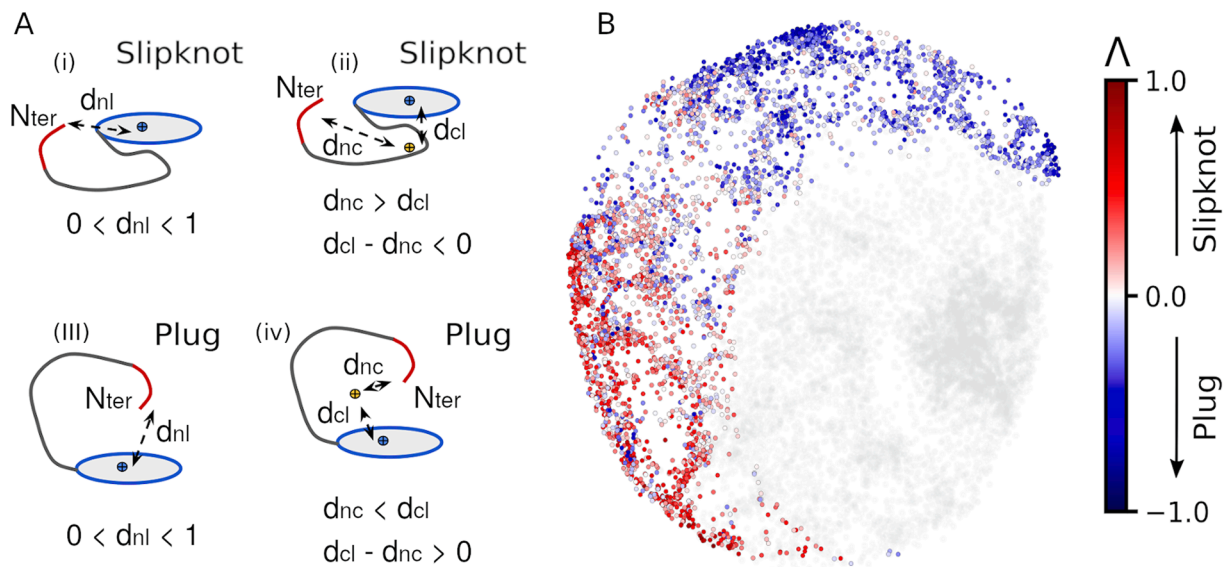 A
(i) Slipknot
Nter
dnl
0 < dnl < 1
(ii) Slipknot
Nter
dnc
dcl
dnc > dcl
dcl - dnc < 0
(III) Plug
Nter
dnl
0 < dnl < 1
(iv) Plug
dnc
Nter
dcl
dnc < dcl
dcl - dnc > 0
B
Λ
1.0
Slipknot
0.0
Plug
−1.0